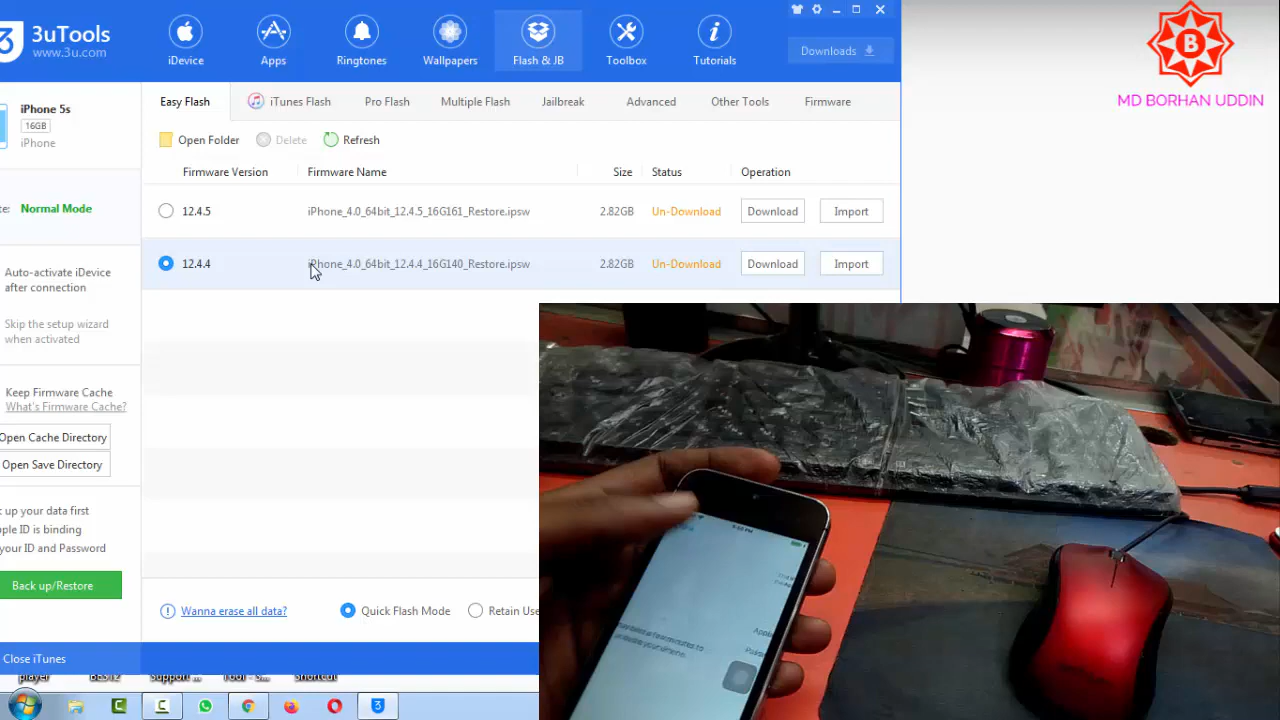 3uTools
www.3u.com
iDevice
Apps
Ringtones
Wallpapers
Flash & JB
Toolbox
Tutorials
Downloads
B
MD BORHAN UDDIN
iPhone 5s
16GB
iPhone
te: Normal Mode
Auto-activate iDevice
after connection
Skip the setup wizard
when activated
Keep Firmware Cache
What's Firmware Cache?
Open Cache Directory
Open Save Directory
t up your data first
pple ID is binding
your ID and Password
Back up/Restore
Close iTunes
Easy Flash
iTunes Flash
Pro Flash
Multiple Flash
Jailbreak
Advanced
Other Tools
Firmware
Open Folder
Delete
Refresh
Firmware Version Firmware Name Size Status Operation
12.4.5 iPhone_4.0_64bit_12.4.5_16G161_Restore.ipsw 2.82GB Un-Download Download Import
12.4.4 iPhone_4.0_64bit_12.4.4_16G140_Restore.ipsw 2.82GB Un-Download Download Import
Wanna erase all data?
Quick Flash Mode
Retain Use
player
Support ...
Tool - S...
Shortcut